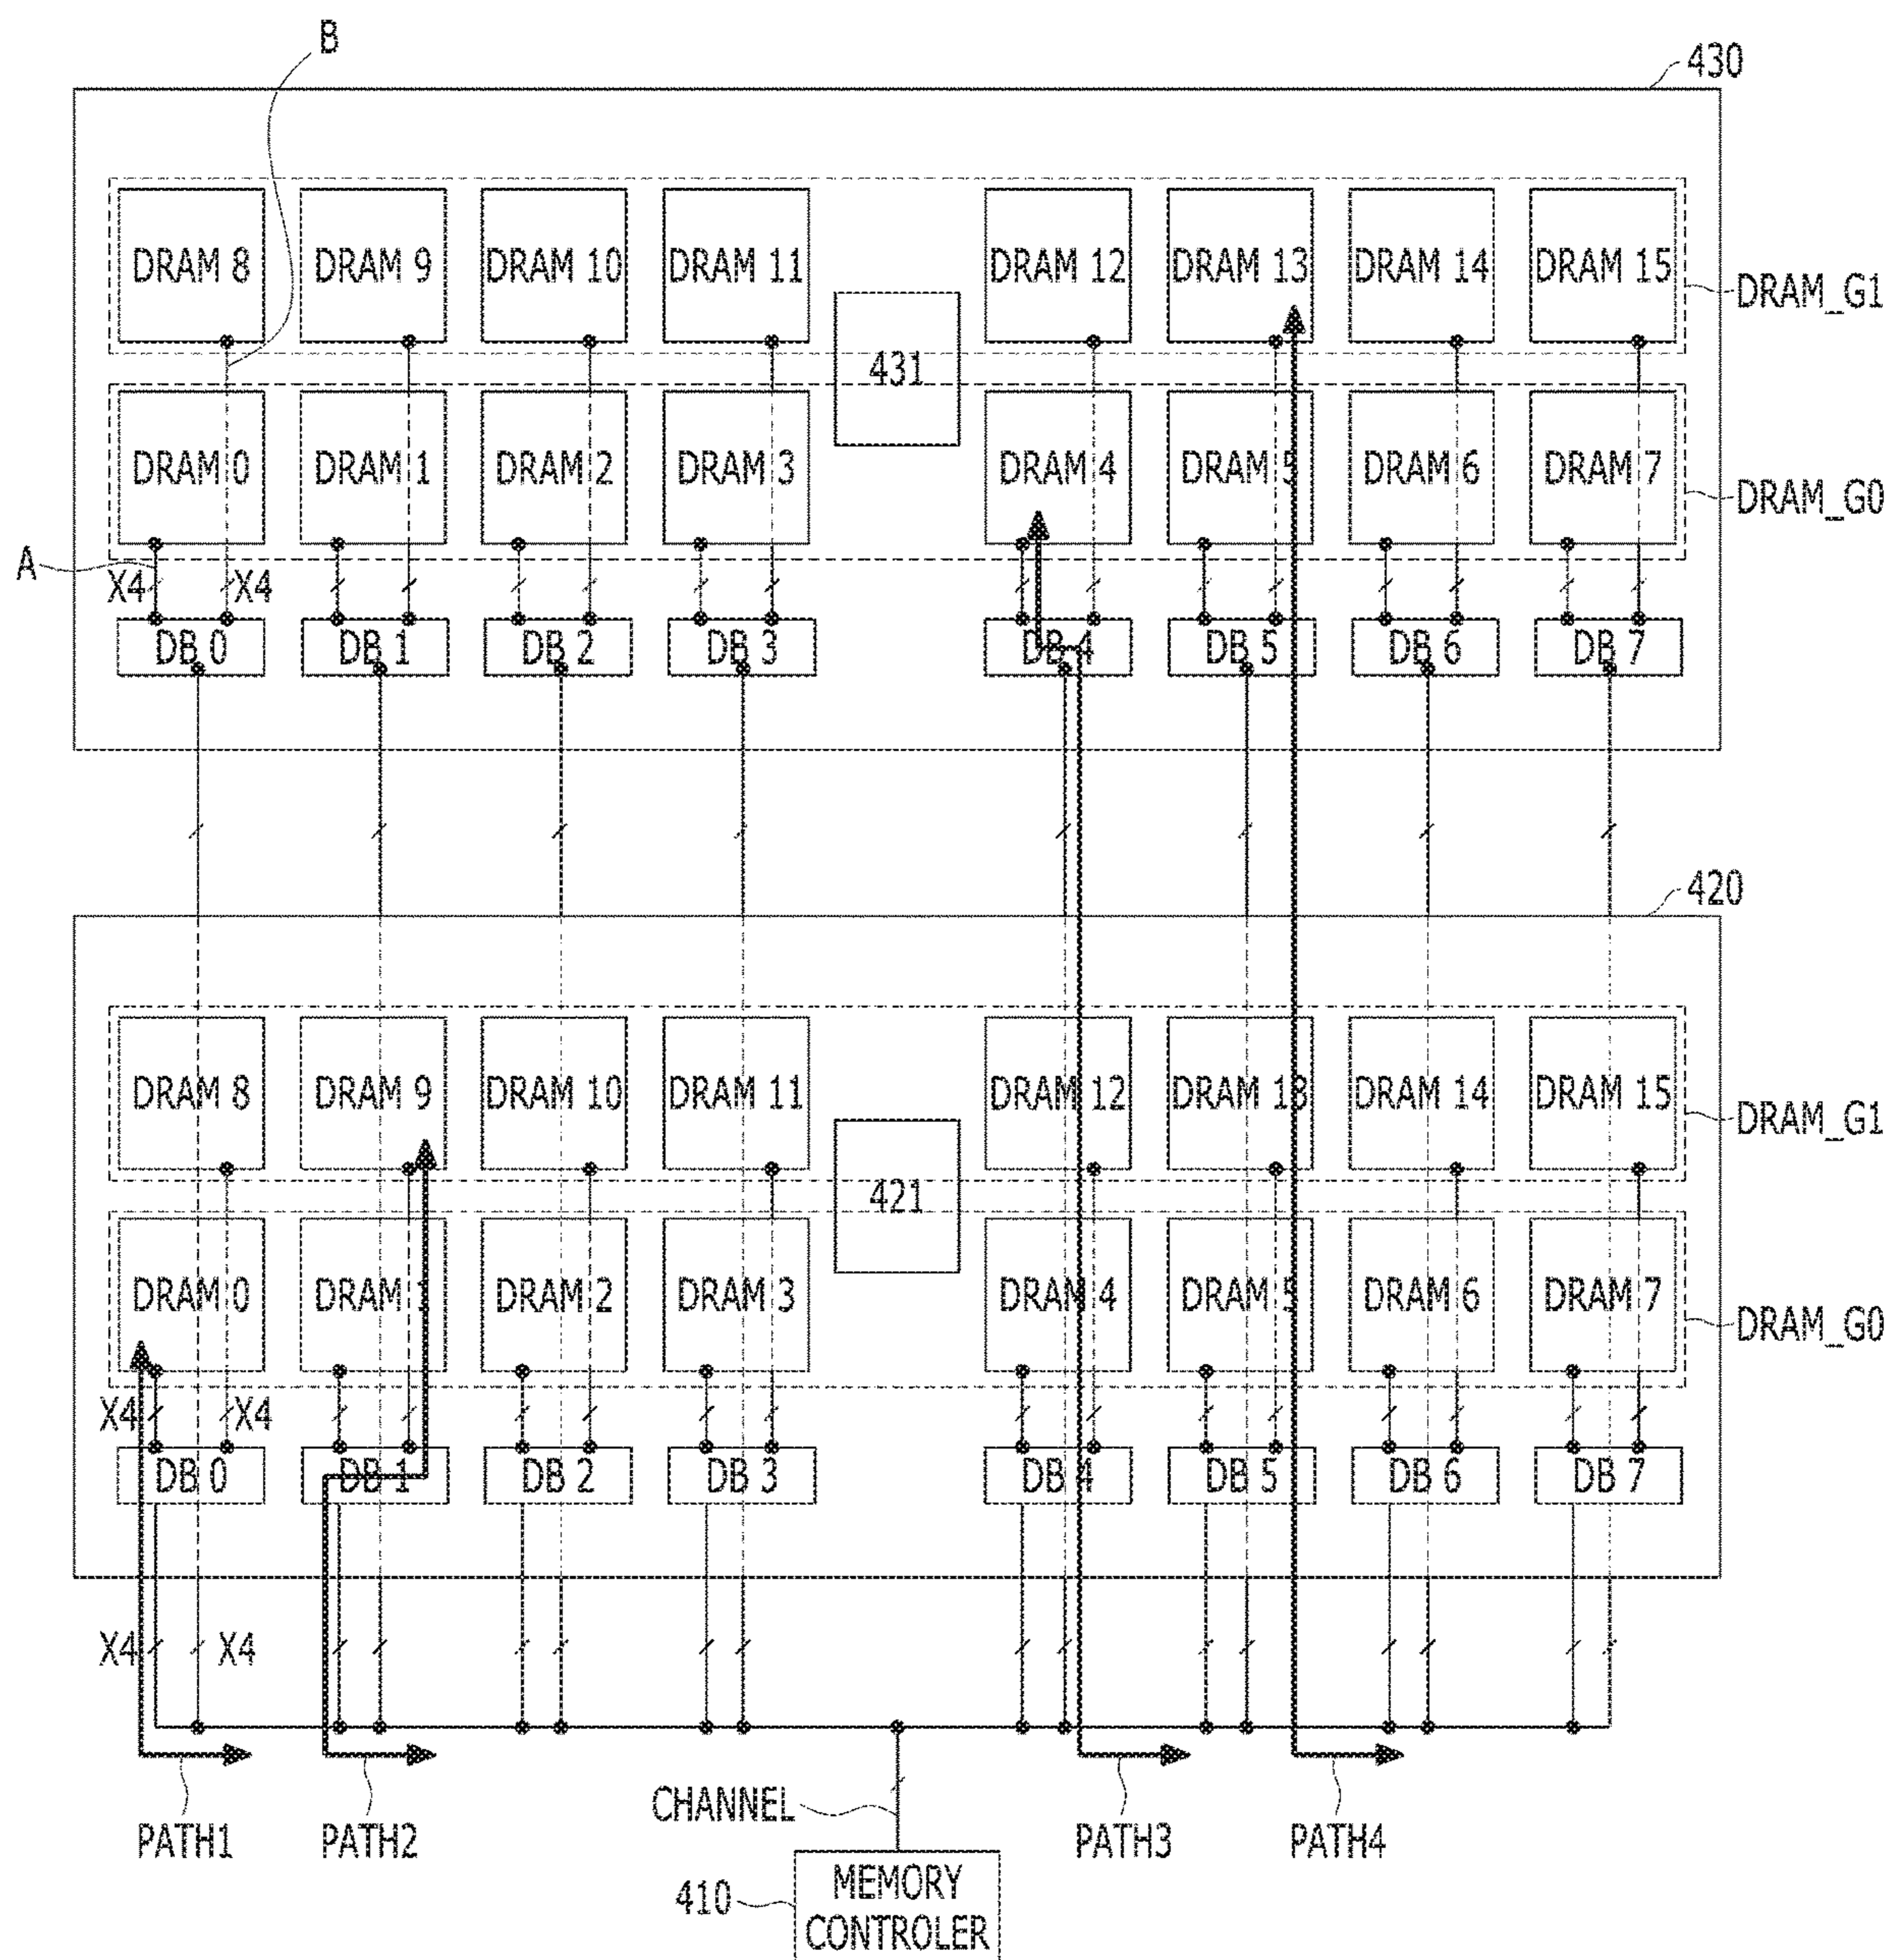 B
430
DRAM 8 DRAM 9 DRAM 10 DRAM 11 DRAM 12 DRAM 13 DRAM 14 DRAM 15
DRAM_G1
431
DRAM 0 DRAM 1 DRAM 2 DRAM 3 DRAM 4 DRAM 5 DRAM 6 DRAM 7
DRAM_G0
A
X4 X4
DB 0 DB 1 DB 2 DB 3 DB 4 DB 5 DB 6 DB 7
420
DRAM 8 DRAM 9 DRAM 10 DRAM 11 DRAM 12 DRAM 13 DRAM 14 DRAM 15
DRAM_G1
421
DRAM 0 DRAM 1 DRAM 2 DRAM 3 DRAM 4 DRAM 5 DRAM 6 DRAM 7
DRAM_G0
X4 X4
DB 0 DB 1 DB 2 DB 3 DB 4 DB 5 DB 6 DB 7
X4 X4
CHANNEL
PATH1 PATH2 PATH3 PATH4
410
MEMORY
CONTROLER